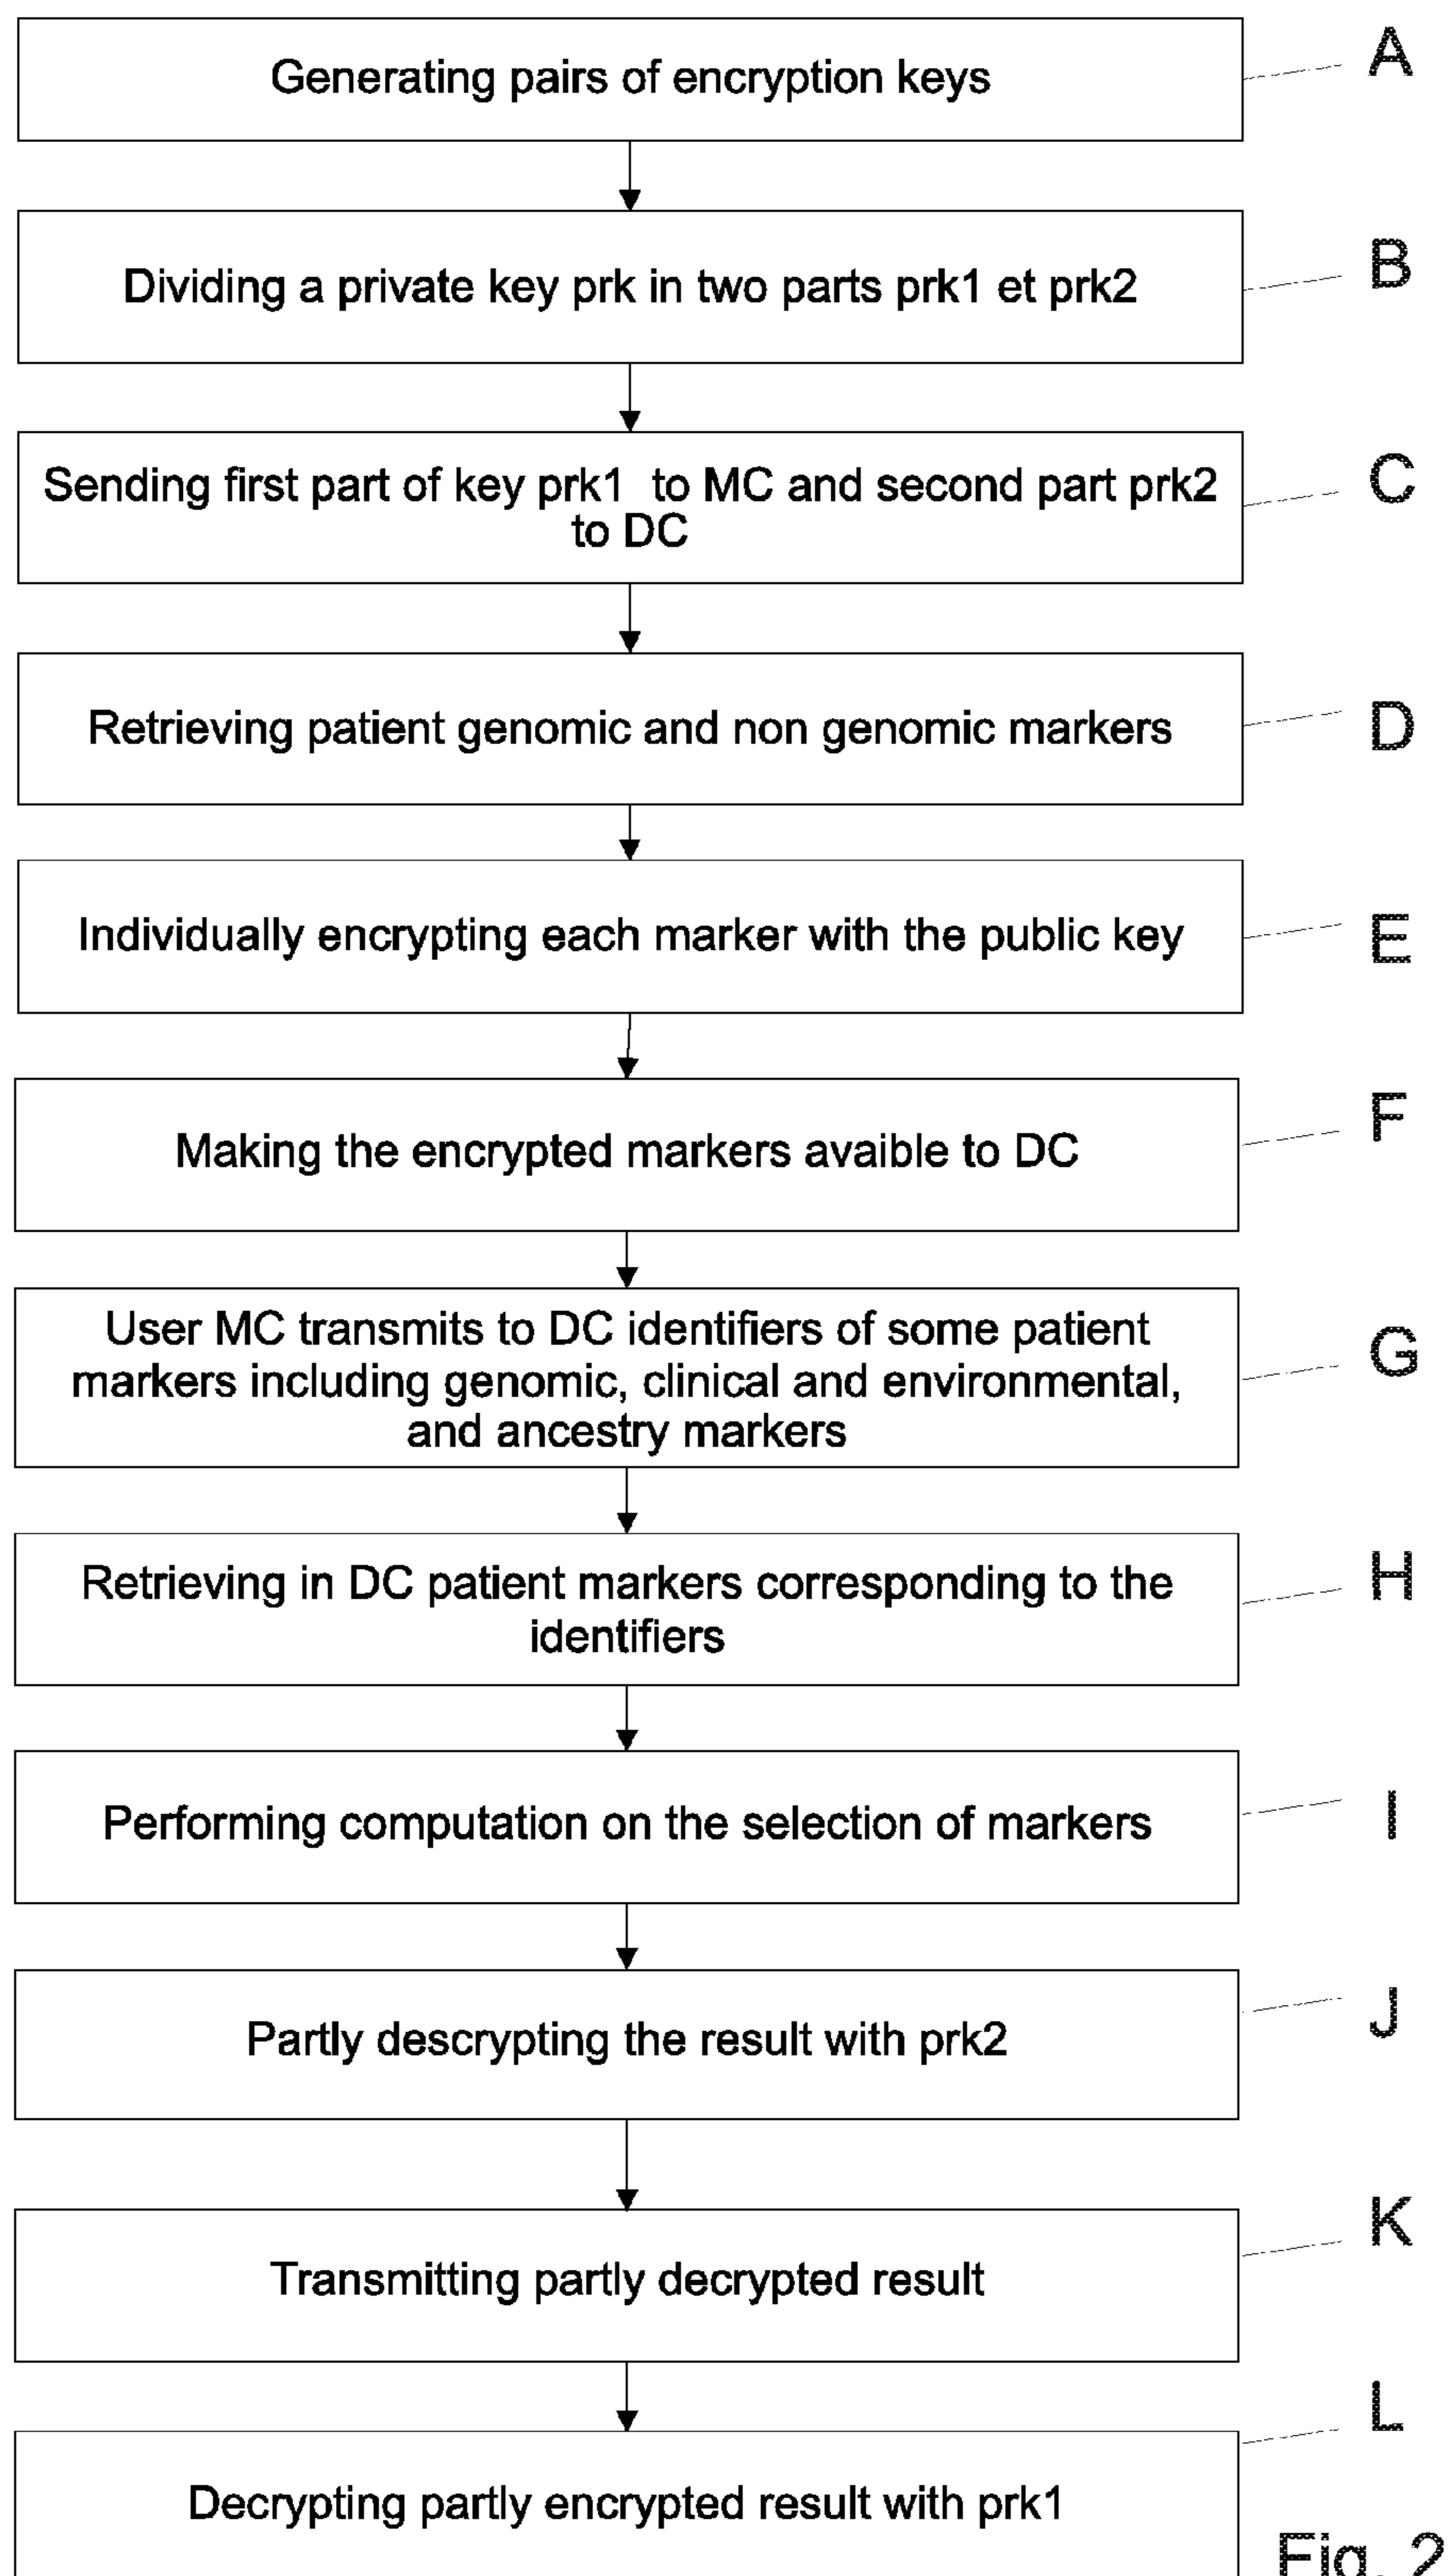 Generating pairs of encryption keys
A
Dividing a private key prk in two parts prk1 et prk2
B
Sending first part of key prk1 to MC and second part prk2
to DC
C
Retrieving patient genomic and non genomic markers
D
Individually encrypting each marker with the public key
E
Making the encrypted markers avaible to DC
F
User MC transmits to DC identifiers of some patient
markers including genomic, clinical and environmental,
and ancestry markers
G
Retrieving in DC patient markers corresponding to the
identifiers
H
Performing computation on the selection of markers
I
Partly descrypting the result with prk2
J
Transmitting partly decrypted result
K
Decrypting partly encrypted result with prk1
L
Fig. 2